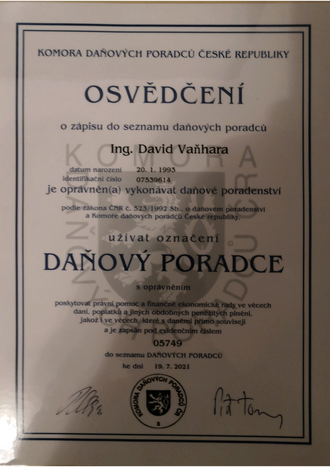 KOMORA DAŇOVÝCH PORADCŮ ČESKÉ REPUBLIKY
OSVĚDČENÍ
o zápisu do seznamu daňových poradců
Ing. David Vaňhara
datum narození 20. 1. 1993
identifikační číslo 07539614
je oprávněn(a) vykonávat daňové poradenství
podle zákona ČNR č. 523/1992 Sb., o daňovém poradenství
a Komoře daňových poradců České republiky
užívat označení
DAŇOVÝ PORADCE
s oprávněním
poskytovat právní pomoc a finančně ekonomické rady ve věcech
daní, poplatků a jiných obdobných peněžitých plnění,
jakož i ve věcech, které s daněmi přímo souvisejí
a je zapsán pod evidenčním číslem
05749
do seznamu DAŇOVÝCH PORADCŮ
ke dni 19. 7. 2021
KOMORA DAŇOVÝCH PORADCŮ ČR
8